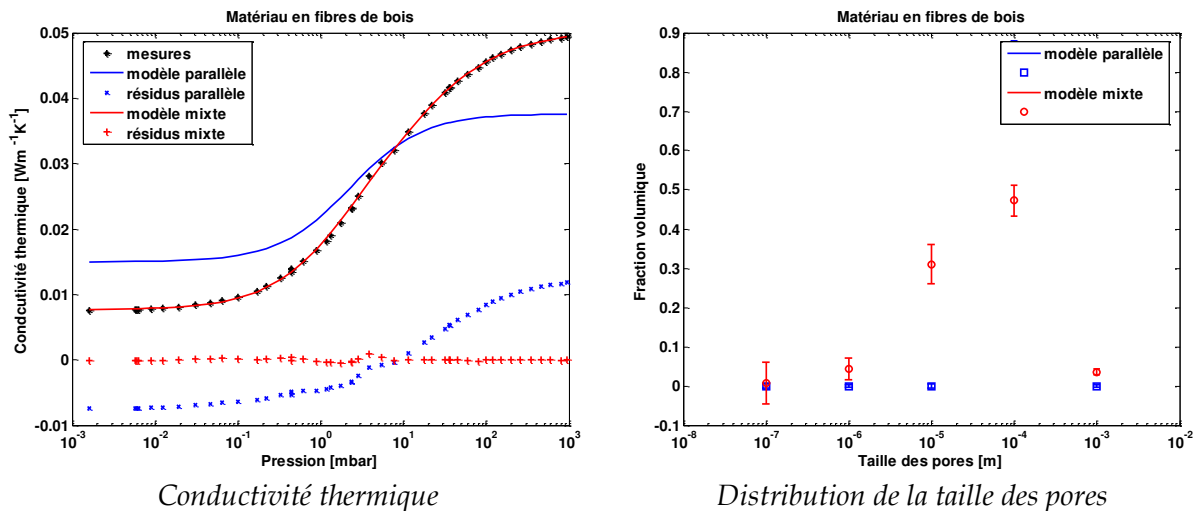 Matériau en fibres de bois
0.05
0.04
0.03
0.02
0.01
0
-0.01
Condcutivité thermique [Wm⁻¹K⁻¹]
mesures
modèle parallèle
résidus parallèle
modèle mixte
résidus mixte
10⁻³ 10⁻² 10⁻¹ 10⁰ 10¹ 10² 10³
Pression [mbar]
Conductivité thermique
Matériau en fibres de bois
0.9
0.8
0.7
0.6
0.5
0.4
0.3
0.2
0.1
0
-0.1
Fraction volumique
modèle parallèle
modèle mixte
10⁻⁸ 10⁻⁷ 10⁻⁶ 10⁻⁵ 10⁻⁴ 10⁻³ 10⁻²
Taille des pores [m]
Distribution de la taille des pores